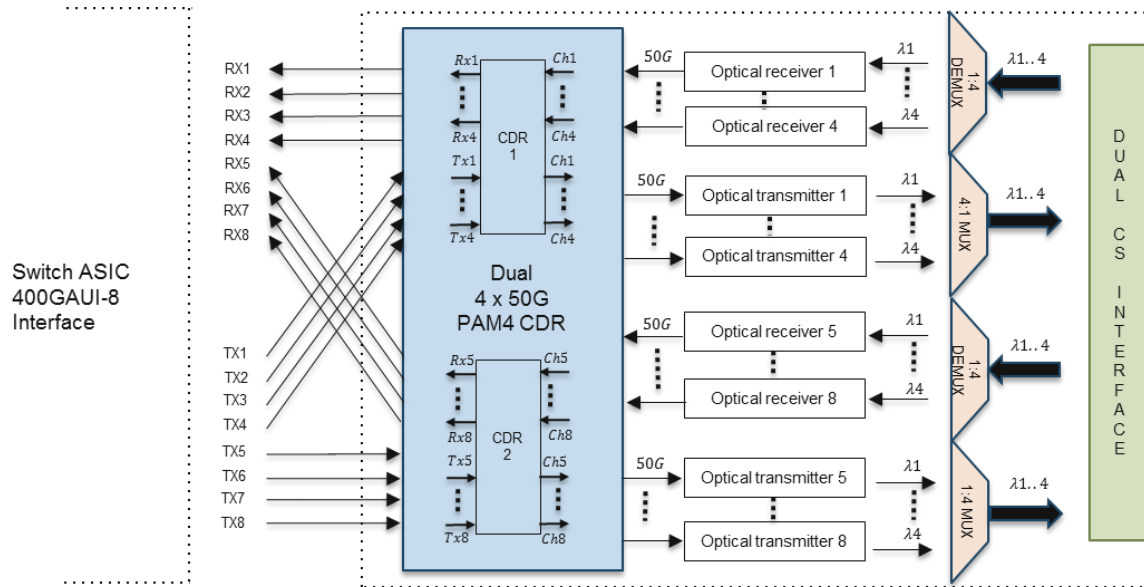 Switch ASIC
400GAUI-8
Interface
RX1
RX2
RX3
RX4
RX5
RX6
RX7
RX8
TX1
TX2
TX3
TX4
TX5
TX6
TX7
TX8
Rx1
Rx4
Tx1
Tx4
CDR
1
Ch1
Ch4
Ch1
Ch4
Dual
4 x 50G
PAM4 CDR
Rx5
Rx8
Tx5
Tx8
CDR
2
Ch5
Ch8
Ch5
Ch8
50G
Optical receiver 1
Optical receiver 4
λ1
λ4
1:4
DEMUX
λ1..4
50G
Optical transmitter 1
Optical transmitter 4
λ1
λ4
4:1 MUX
λ1..4
50G
Optical receiver 5
Optical receiver 8
λ1
λ4
1:4
DEMUX
λ1..4
50G
Optical transmitter 5
Optical transmitter 8
λ1
λ4
1:4 MUX
λ1..4
DUAL CS INTERFACE